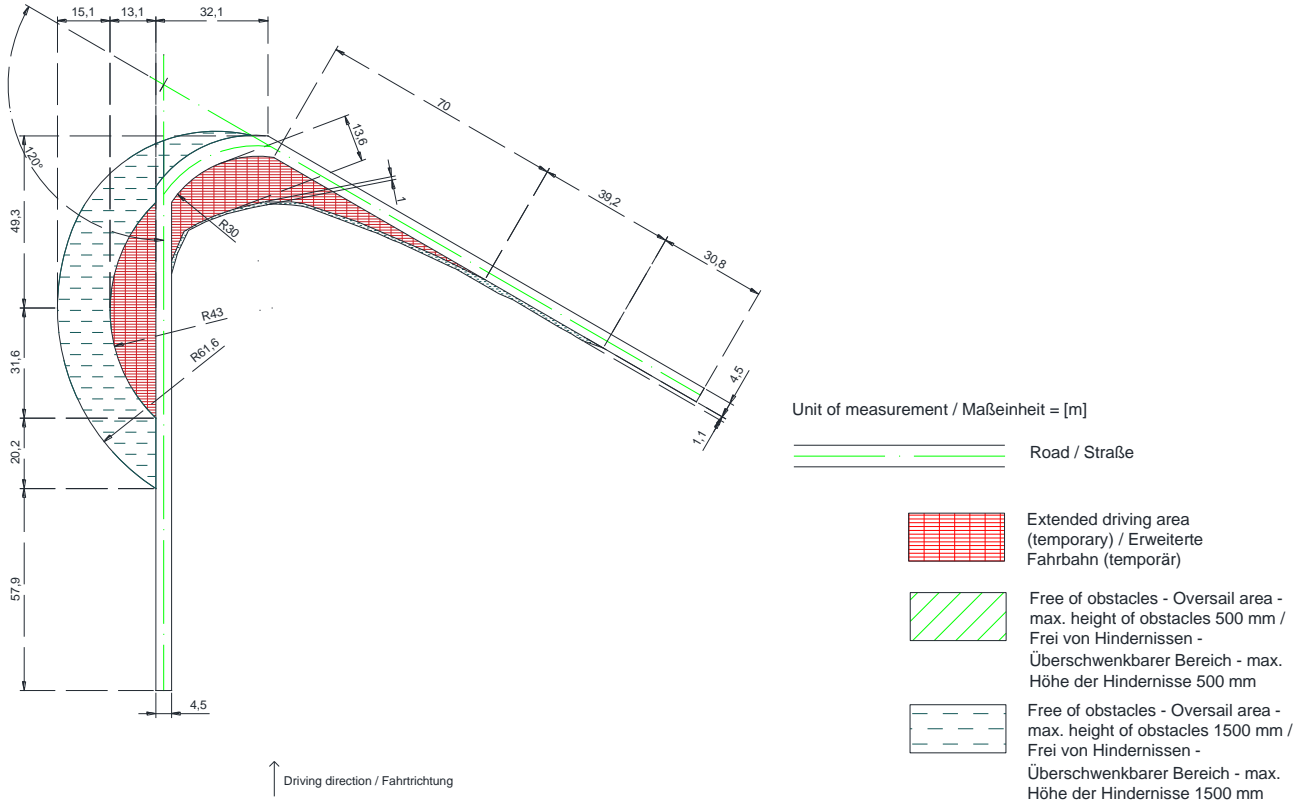 15,1
13,1
32,1
70
13,6
120°
1
39,2
49,3
R30
30,8
R43
31,6
R61,6
4,5
1,1
20,2
57,9
4,5
Driving direction / Fahrtrichtung
Unit of measurement / Maßeinheit = [m]
Road / Straße
Extended driving area
(temporary) / Erweiterte
Fahrbahn (temporär)
Free of obstacles - Oversail area -
max. height of obstacles 500 mm /
Frei von Hindernissen -
Überschwenkbarer Bereich - max.
Höhe der Hindernisse 500 mm
Free of obstacles - Oversail area -
max. height of obstacles 1500 mm /
Frei von Hindernissen -
Überschwenkbarer Bereich - max.
Höhe der Hindernisse 1500 mm